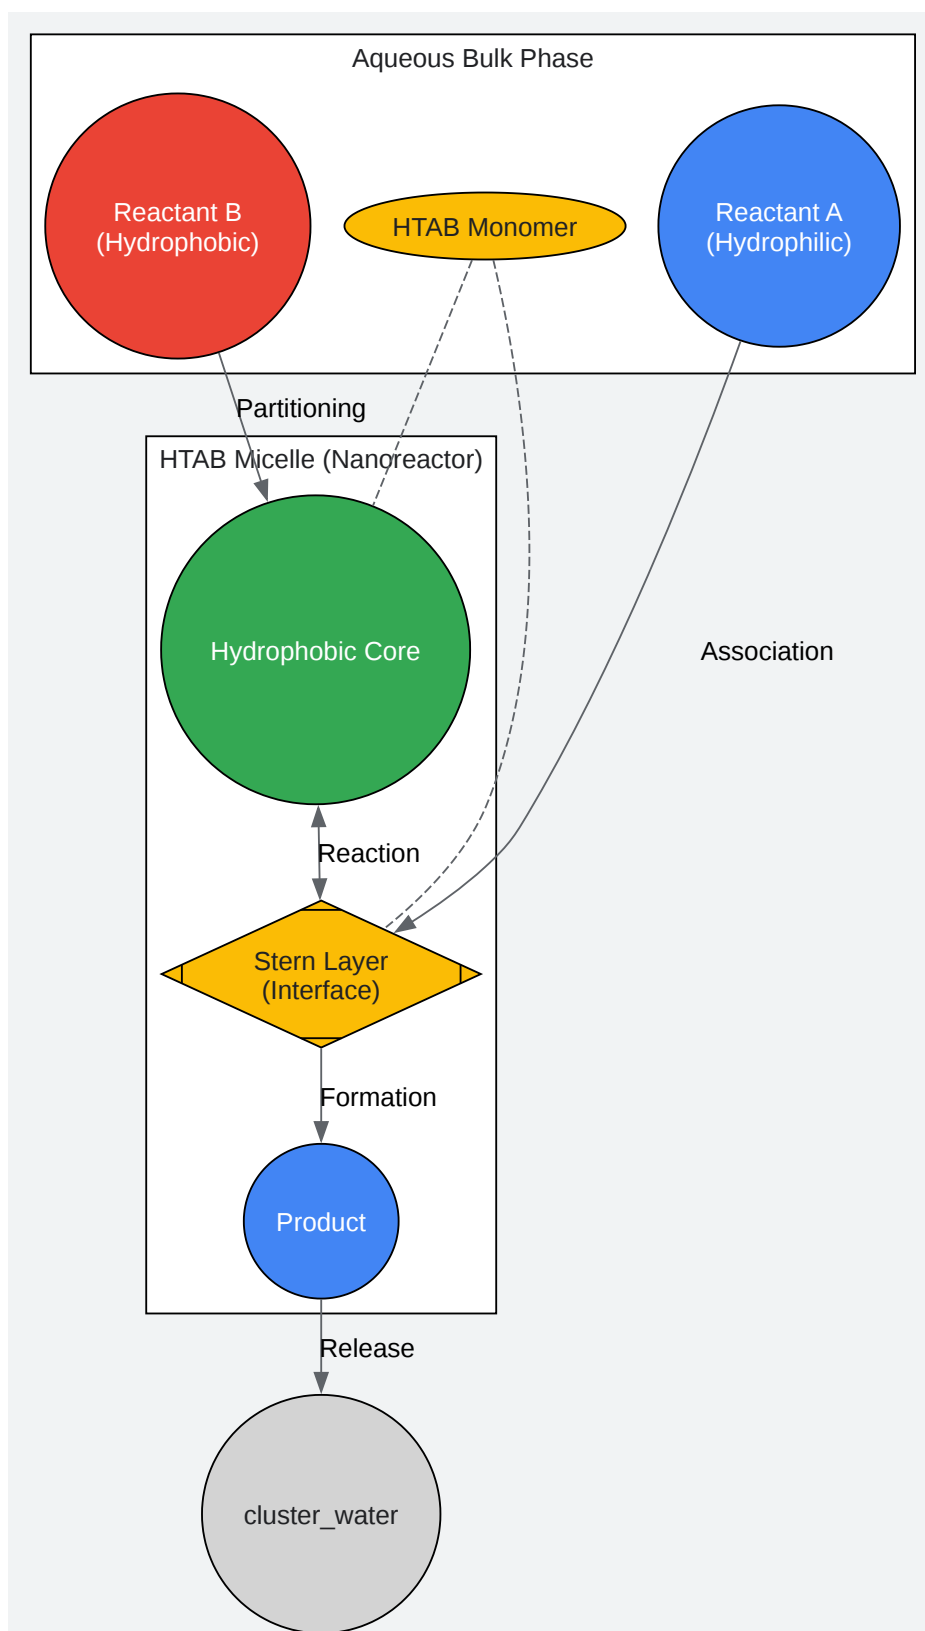 Aqueous Bulk Phase
Reactant B
(Hydrophobic)
HTAB Monomer
Reactant A
(Hydrophilic)
Partitioning
HTAB Micelle (Nanoreactor)
Hydrophobic Core
Association
Reaction
Stern Layer
(Interface)
Formation
Product
Release
cluster_water